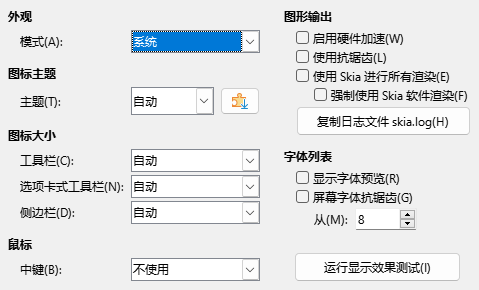 外观
模式(A):
系统
图标主题
主题(T):
自动
图标大小
工具栏(C):
自动
选项卡式工具栏(N):
自动
侧边栏(D):
自动
鼠标
中键(B):
不使用
图形输出
启用硬件加速(W)
使用抗锯齿(L)
使用 Skia 进行所有渲染(E)
强制使用 Skia 软件渲染(F)
复制日志文件 skia.log(H)
字体列表
显示字体预览(R)
屏幕字体抗锯齿(G)
从(M):
8
运行显示效果测试(I)